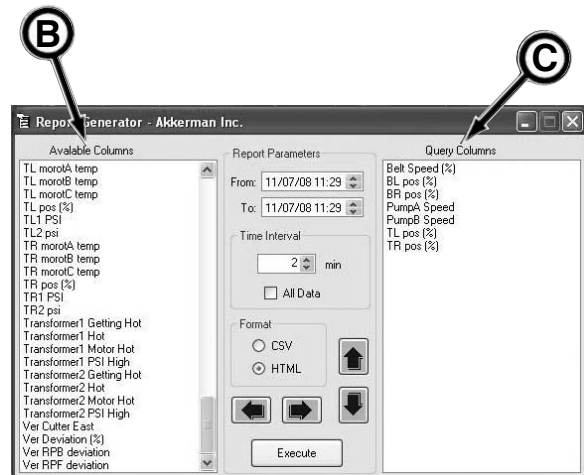 B
C
Report Generator - Akkerman Inc.
Available Columns
TL morotA temp
TL morotB temp
TL morotC temp
TL pos (%)
TL1 PSI
TL2 psi
TR morotA temp
TR morotB temp
TR morotC temp
TR pos (%)
TR1 PSI
TR2 psi
Transformer1 Getting Hot
Transformer1 Hot
Transformer1 Motor Hot
Transformer1 PSI High
Transformer2 Getting Hot
Transformer2 Hot
Transformer2 Motor Hot
Transformer2 PSI High
Ver Cutter East
Ver Deviation (%)
Ver RPB deviation
Ver RPF deviation
Report Parameters
From: 11/07/08 11:29
To: 11/07/08 11:29
Time Interval
2 min
All Data
Format
CSV
HTML
Execute
Query Columns
Belt Speed (%)
BL pos (%)
BR pos (%)
PumpA Speed
PumpB Speed
TL pos (%)
TR pos (%)